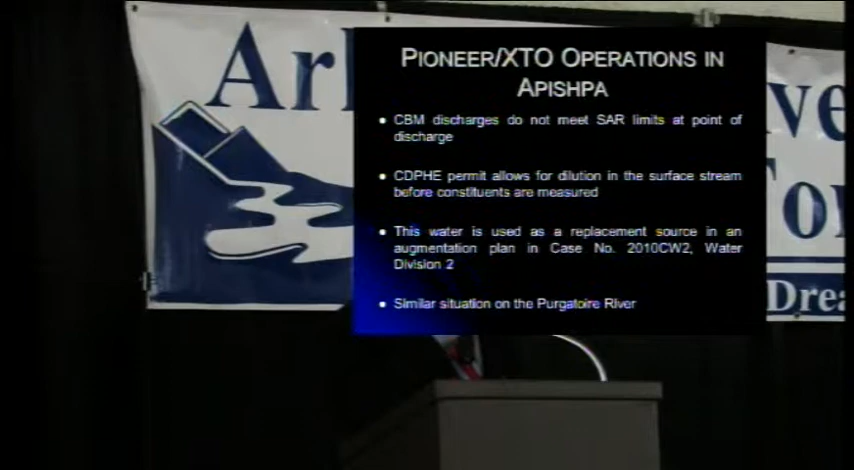 PIONEER/XTO OPERATIONS IN
APISHPA
• CBM discharges do not meet SAR limits at point of
discharge
• CDPHE permit allows for dilution in the surface stream
before constituents are measured
• This water is used as a replacement source in an
augmentation plan in Case No. 2010CW2, Water
Division 2
• Similar situation on the Purgatoire River
Ar
ve
or
Drea